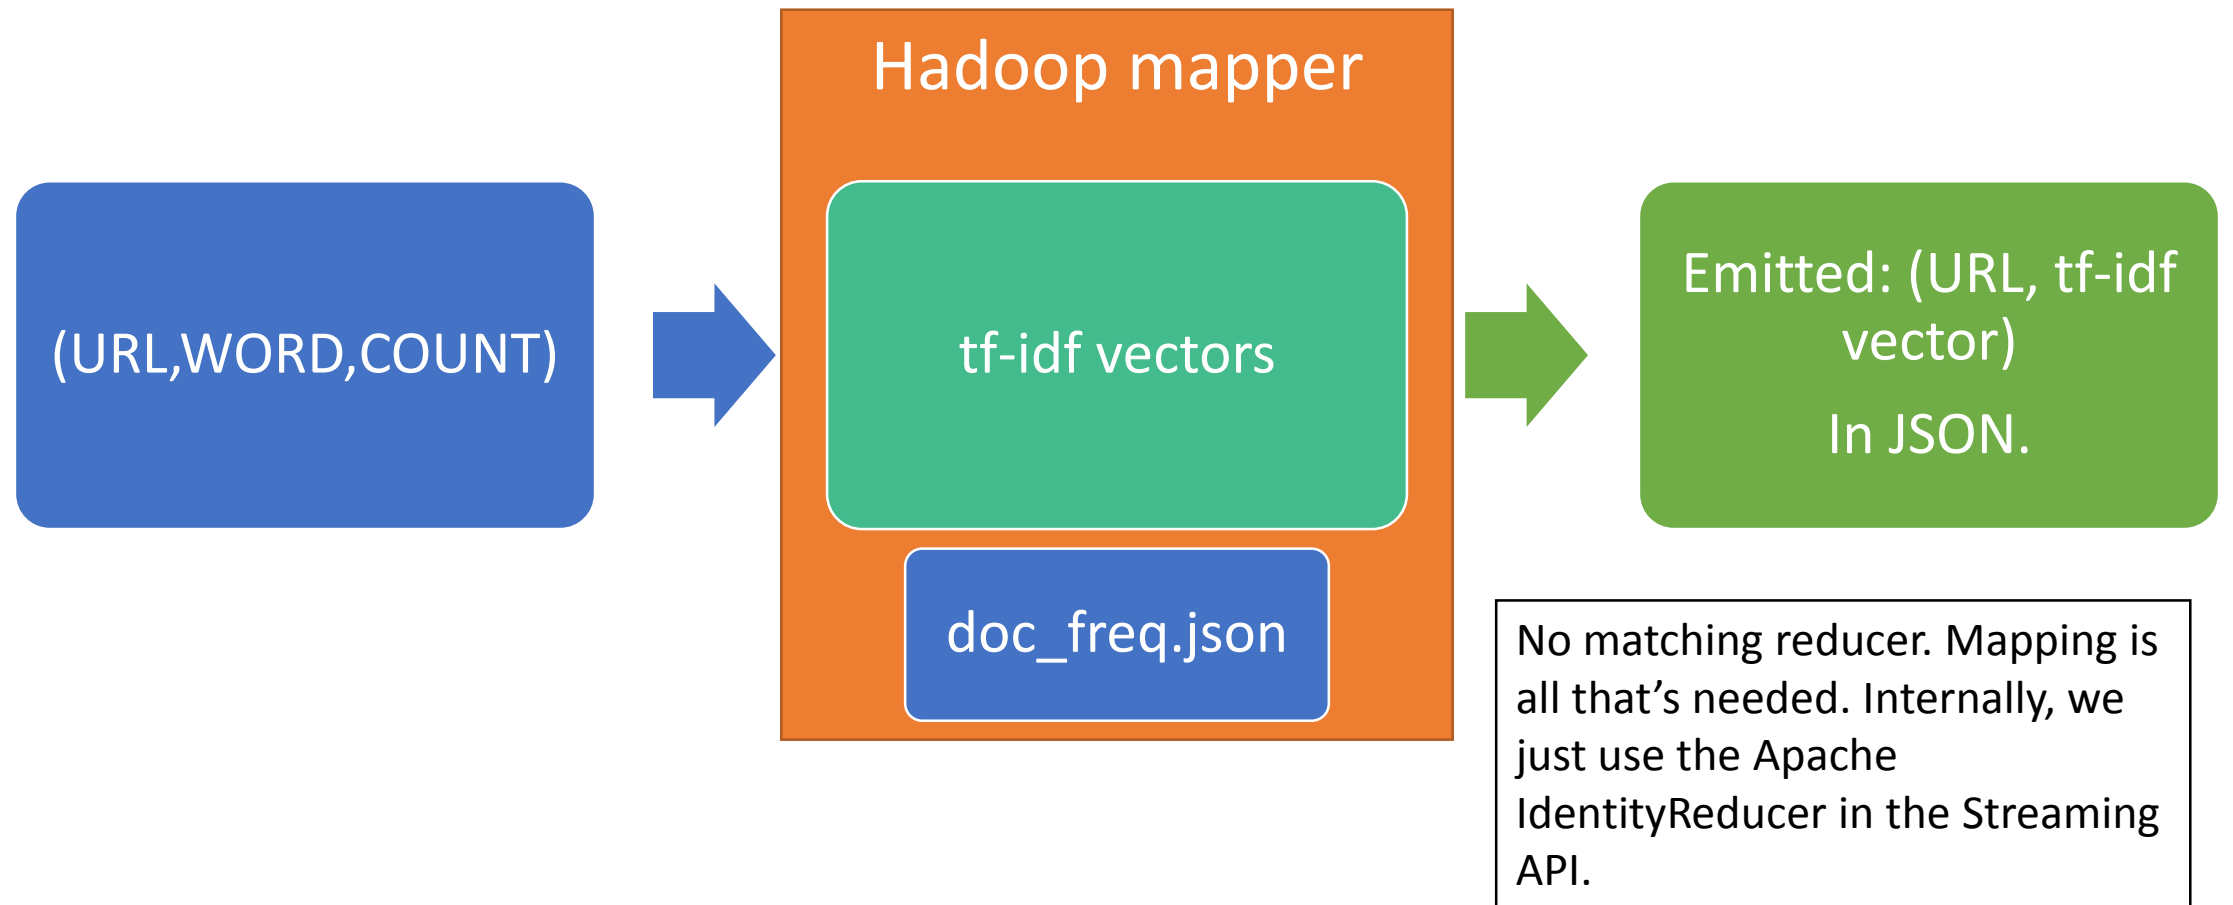 Hadoop mapper
(URL,WORD,COUNT)
tf-idf vectors
doc_freq.json
Emitted: (URL, tf-idf
vector)
In JSON.
No matching reducer. Mapping is
all that’s needed. Internally, we
just use the Apache
IdentityReducer in the Streaming
API.